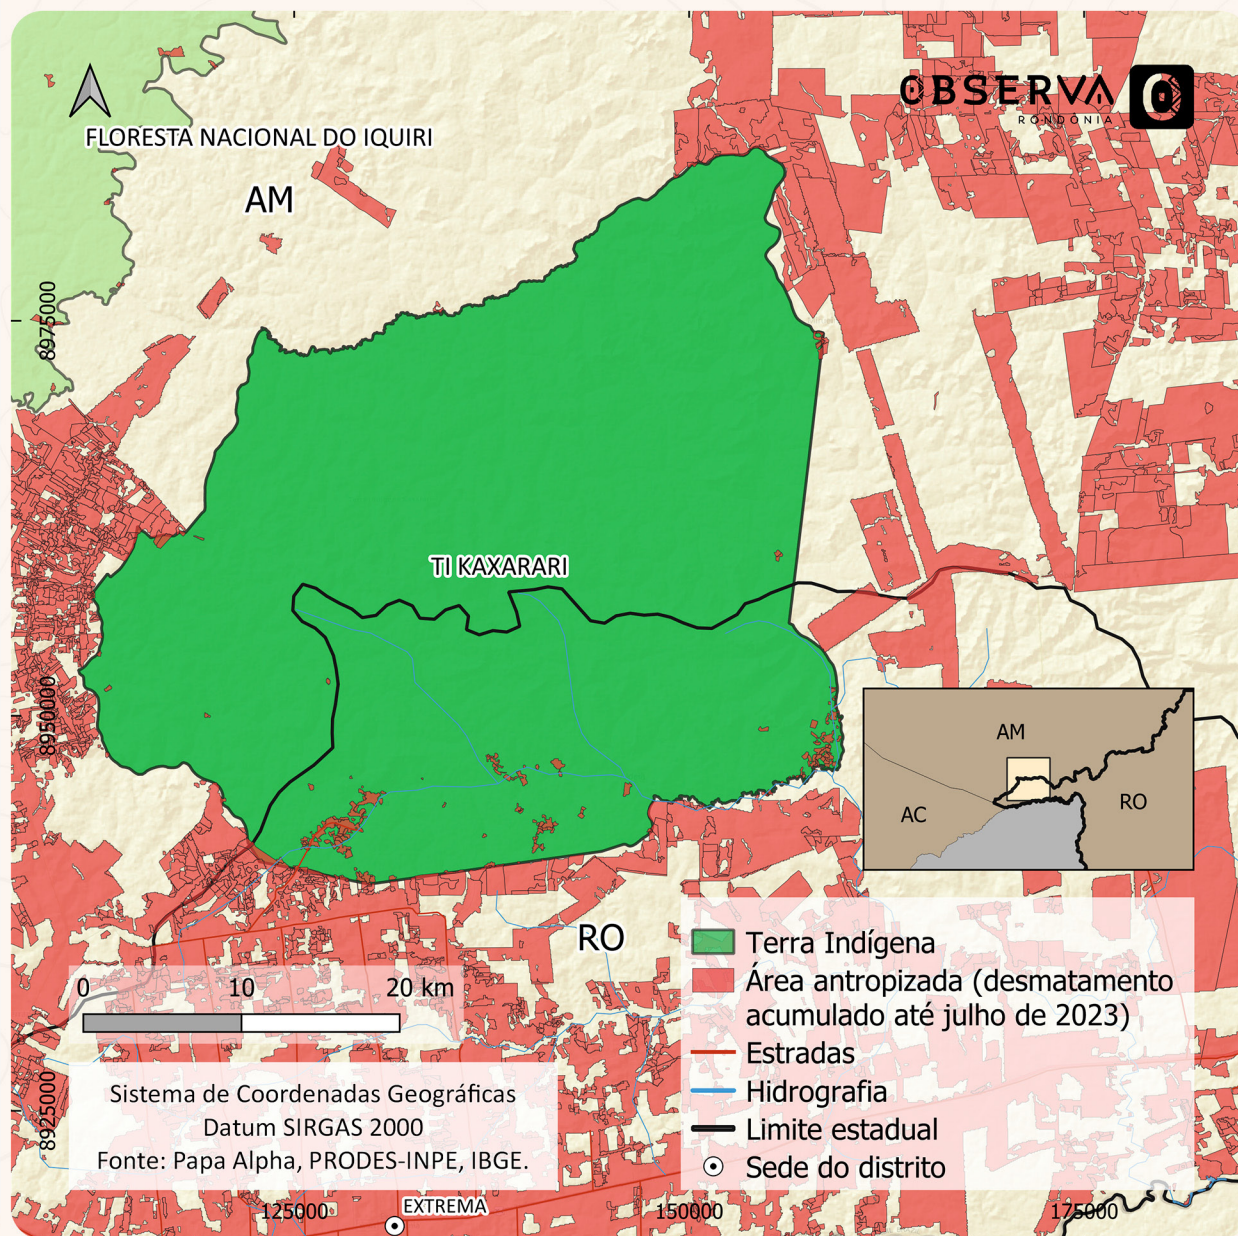 OBSERVA
RONDÔNIA
FLORESTA NACIONAL DO IQUIRI
AM
8975000
TI KAXARARI
8950000
AM
AC
RO
RO
0 10 20 km
Terra Indígena
Área antropizada (desmatamento
acumulado até julho de 2023)
Estradas
Hidrografia
Limite estadual
Sede do distrito
8925000
Sistema de Coordenadas Geográficas
Datum SIRGAS 2000
Fonte: Papa Alpha, PRODES-INPE, IBGE.
EXTREMA
125000 150000 175000